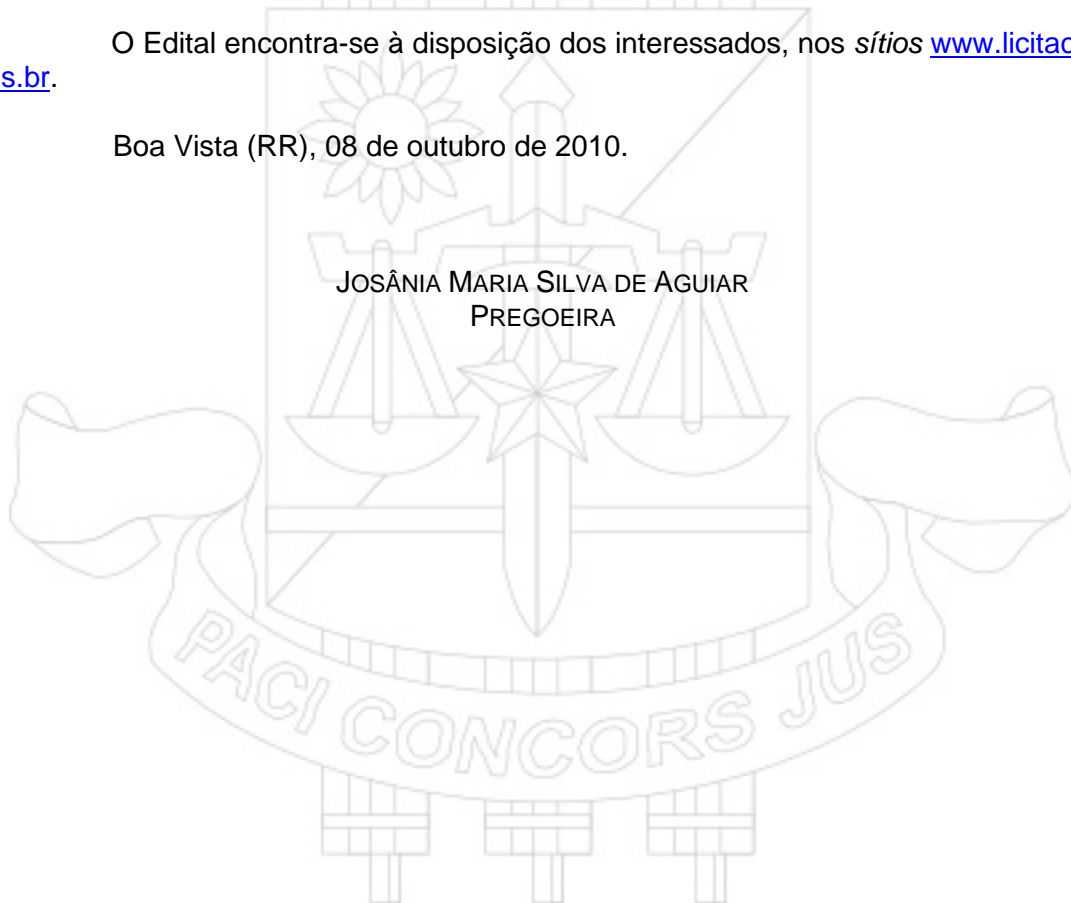 O Edital encontra-se à disposição dos interessados, nos sítios www.licitac
s.br.
Boa Vista (RR), 08 de outubro de 2010.
JOSÂNIA MARIA SILVA DE AGUIAR
PREGOEIRA
PACI CONCORS JUS